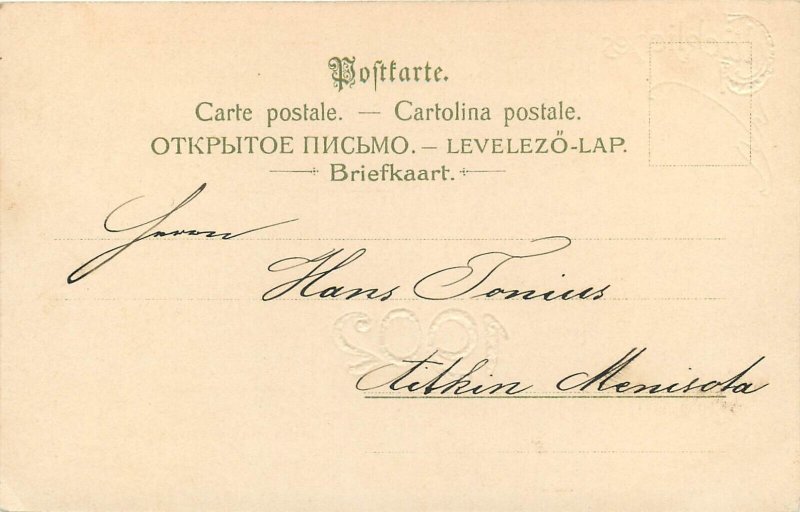 Postkarte.
Carte postale. — Cartolina postale.
ОТКРЫТОЕ ПИСЬМО. — LEVELEZŐ-LAP.
Briefkaart.
Herrn
Hans Tonius
Aitkin Menisota